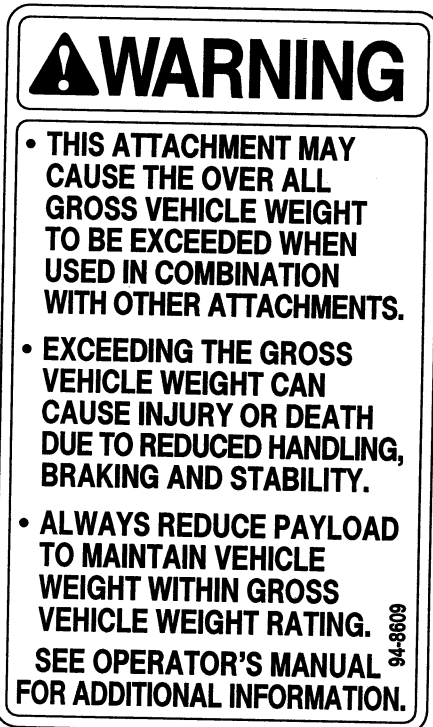 WARNING
• THIS ATTACHMENT MAY
CAUSE THE OVER ALL
GROSS VEHICLE WEIGHT
TO BE EXCEEDED WHEN
USED IN COMBINATION
WITH OTHER ATTACHMENTS.
• EXCEEDING THE GROSS
VEHICLE WEIGHT CAN
CAUSE INJURY OR DEATH
DUE TO REDUCED HANDLING,
BRAKING AND STABILITY.
• ALWAYS REDUCE PAYLOAD
TO MAINTAIN VEHICLE
WEIGHT WITHIN GROSS
VEHICLE WEIGHT RATING.
SEE OPERATOR'S MANUAL
FOR ADDITIONAL INFORMATION.
94-8609